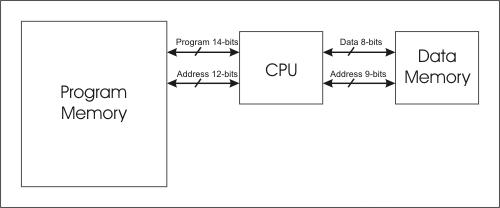 Program
Memory
Program 14-bits
Address 12-bits
CPU
Data 8-bits
Address 9-bits
Data
Memory